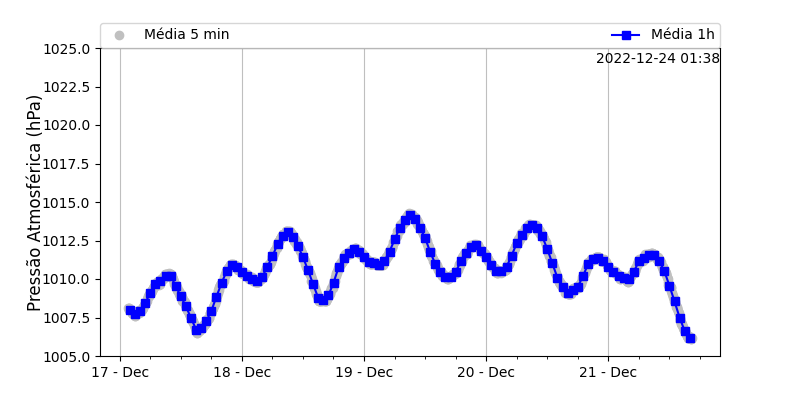 Média 5 min
Média 1h
2022-12-24 01:38
Pressão Atmosférica (hPa)
1025.0
1022.5
1020.0
1017.5
1015.0
1012.5
1010.0
1007.5
1005.0
17 - Dec
18 - Dec
19 - Dec
20 - Dec
21 - Dec